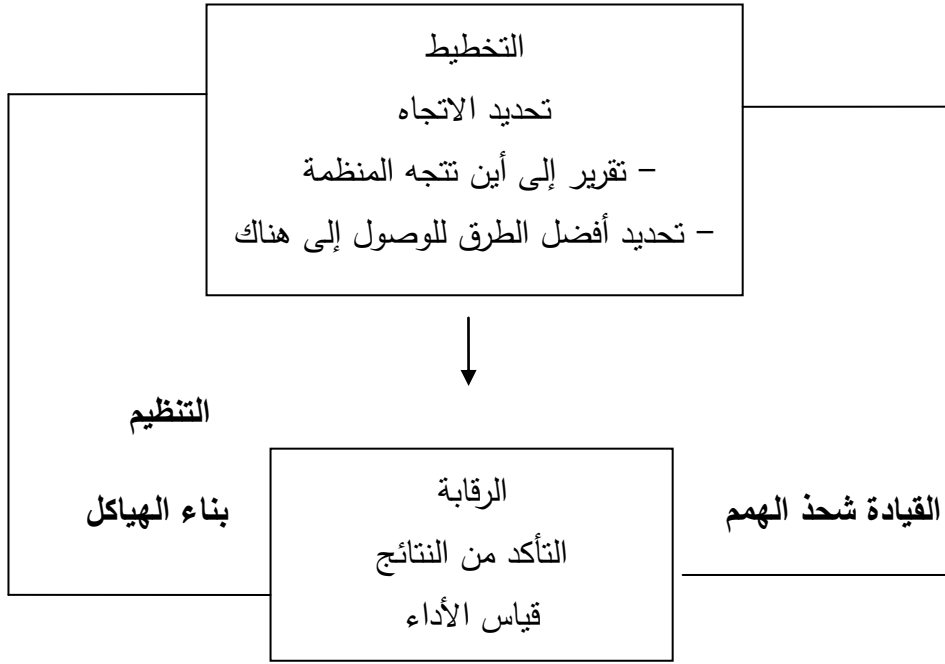 التخطيط
تحديد الاتجاه
– تقرير إلى أين تتجه المنظمة
– تحديد أفضل الطرق للوصول إلى هناك
التنظيم
بناء الهياكل
الرقابة
التأكد من النتائج
قياس الأداء
القيادة شحذ الهمم